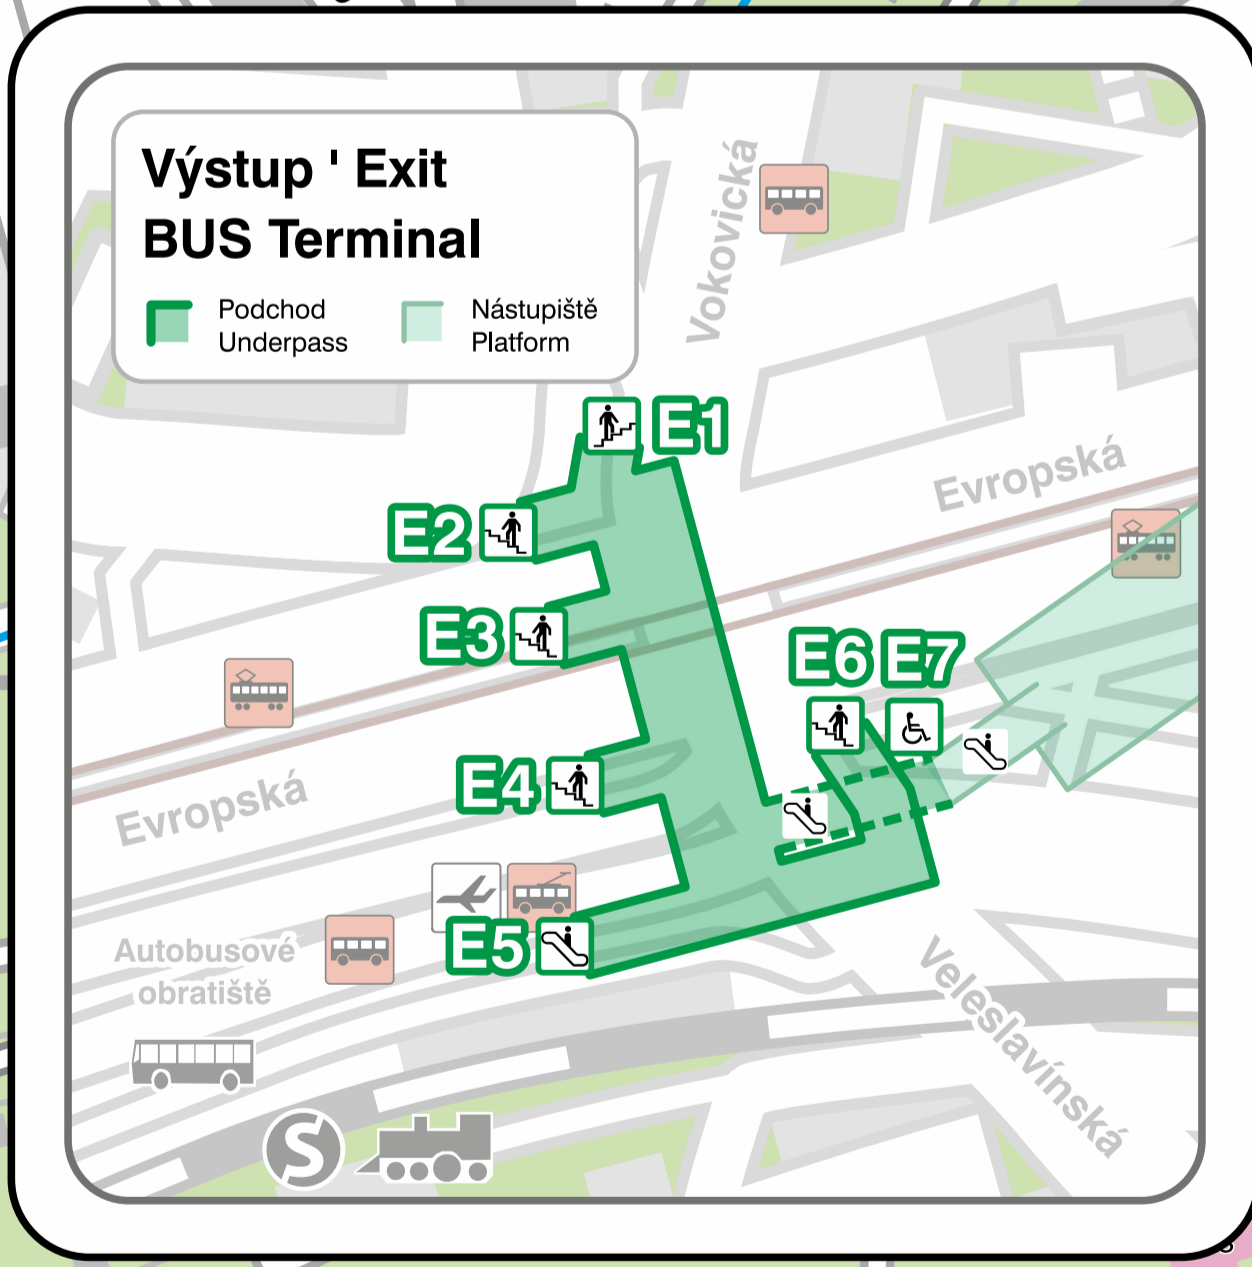 Výstup ' Exit
BUS Terminal
Podchod
Underpass
Nástupiště
Platform
Vokovická
E1
Evropská
E2
E3
E6
E7
E4
Evropská
E5
Autobusové
obratiště
Veleslavínská
S